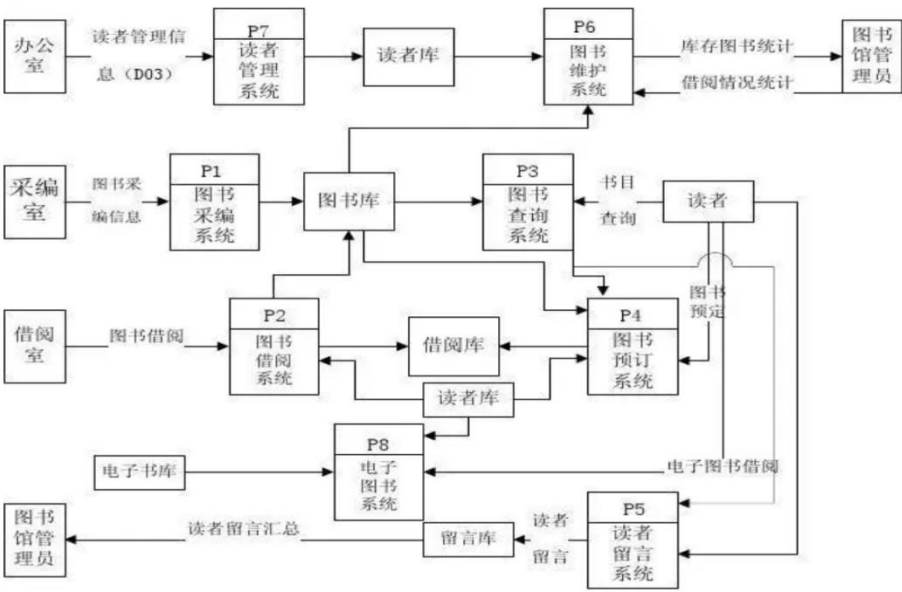 办公
室
读者管理信
息（D03）
P7
读者
管理
系统
读者库
P6
图书
维护
系统
库存图书统计
借阅情况统计
图书
馆管
理员
采编
室
图书采
编信息
P1
图书
采编
系统
图书库
P3
图书
查询
系统
书目
查询
读者
借阅
室
图书借阅
P2
图书
借阅
系统
借阅库
读者库
P4
图书
预订
系统
图书
预定
电子书库
P8
电子
图书
系统
电子图书借阅
图书
馆管
理员
读者留言汇总
留言库
读者
留言
P5
读者
留言
系统